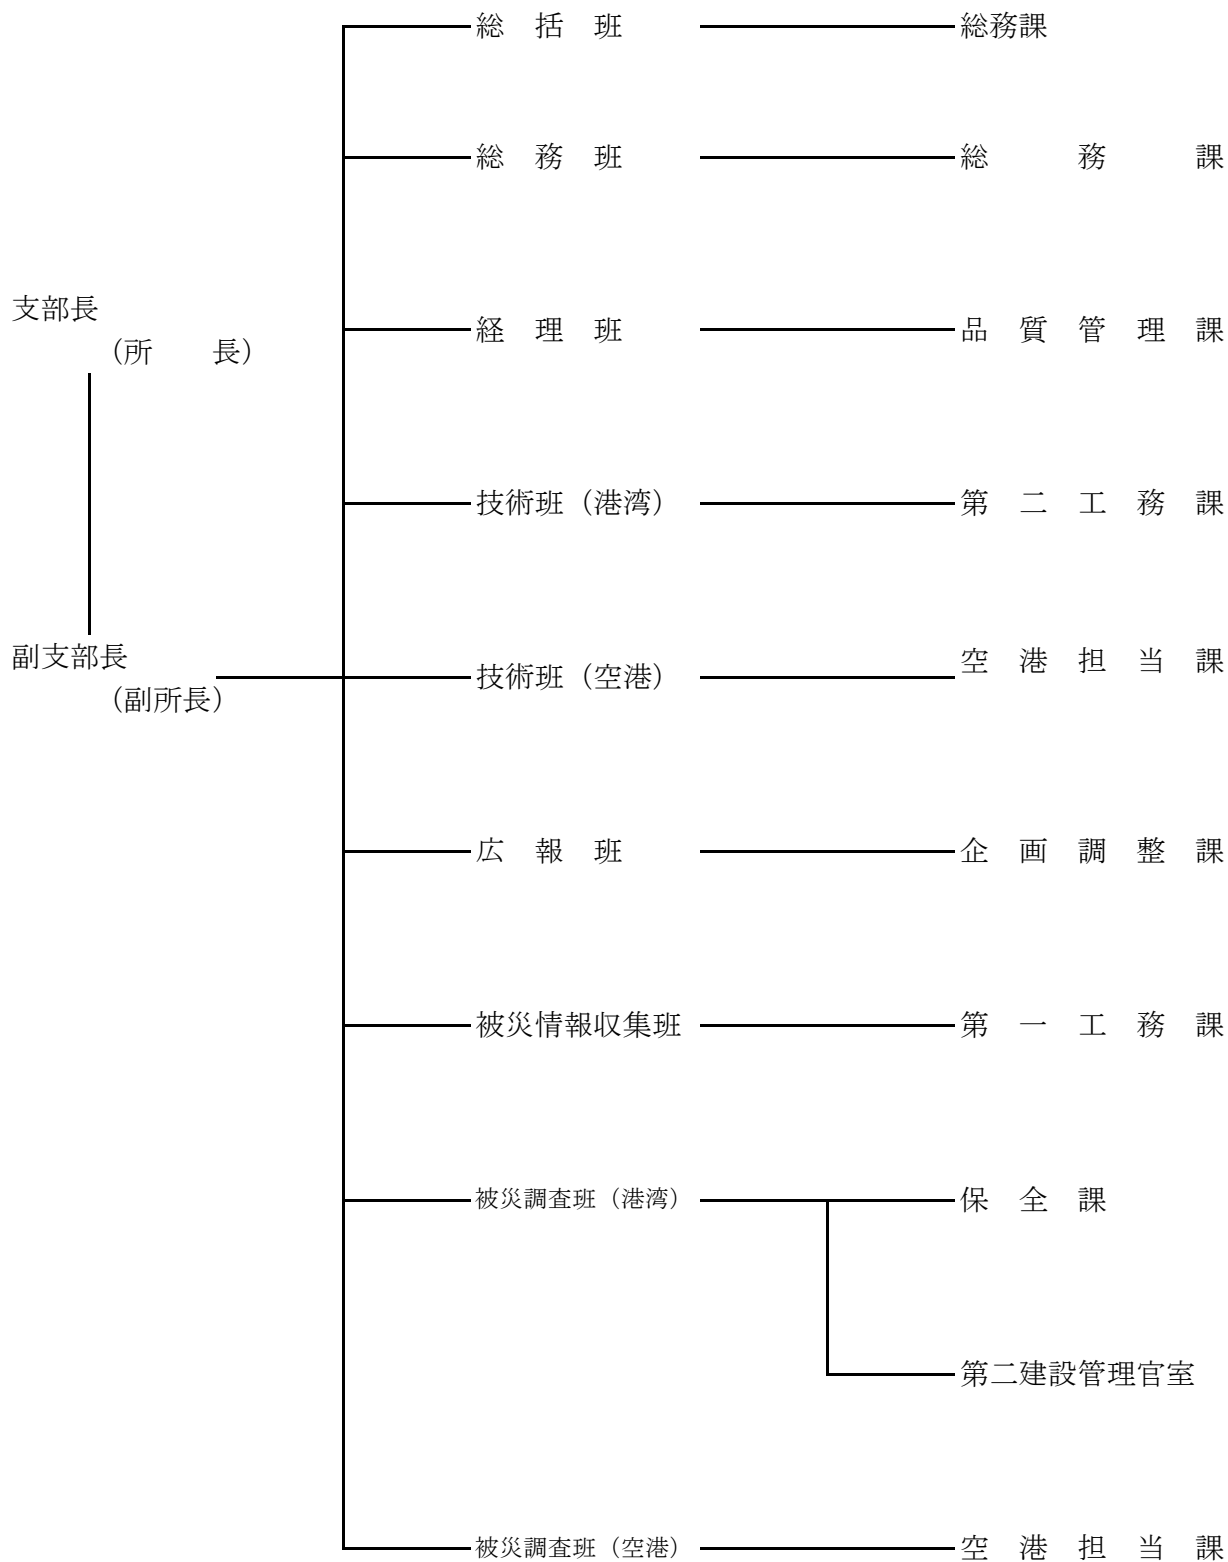 総　括　班　総務課
総　務　班　総　務　課
支部長
（所　長）
経　理　班　品　質　管　理　課
技術班（港湾）　第　二　工　務　課
副支部長
（副所長）
技術班（空港）　空　港　担　当　課
広　報　班　企　画　調　整　課
被災情報収集班　第　一　工　務　課
被災調査班（港湾）　保　全　課
第二建設管理官室
被災調査班（空港）　空　港　担　当　課